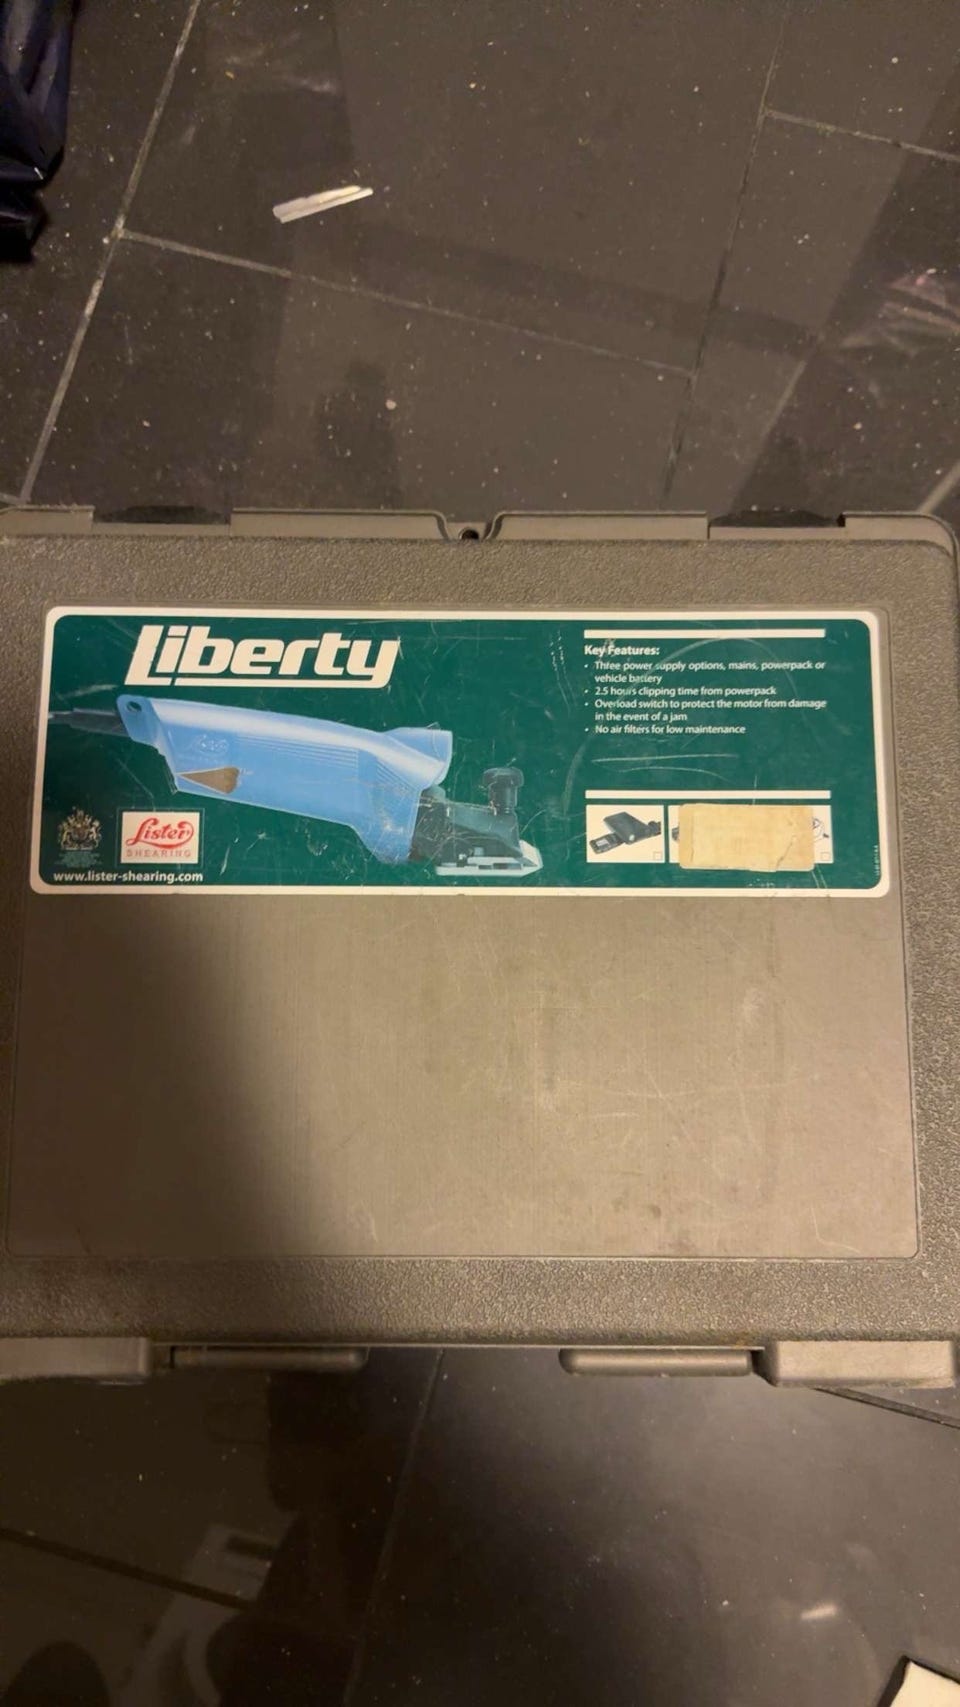 Liberty
Key Features:
• Three power supply options, mains, powerpack or
vehicle battery
• 2.5 hours clipping time from powerpack
• Overload switch to protect the motor from damage
in the event of a jam
• No air filters for low maintenance
Lister
SHEARING
www.lister-shearing.com